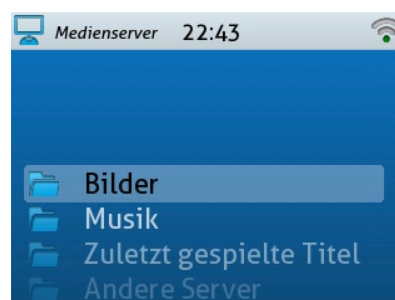 Medienserver 22:43
Bilder
Musik
Zuletzt gespielte Titel
Andere Server